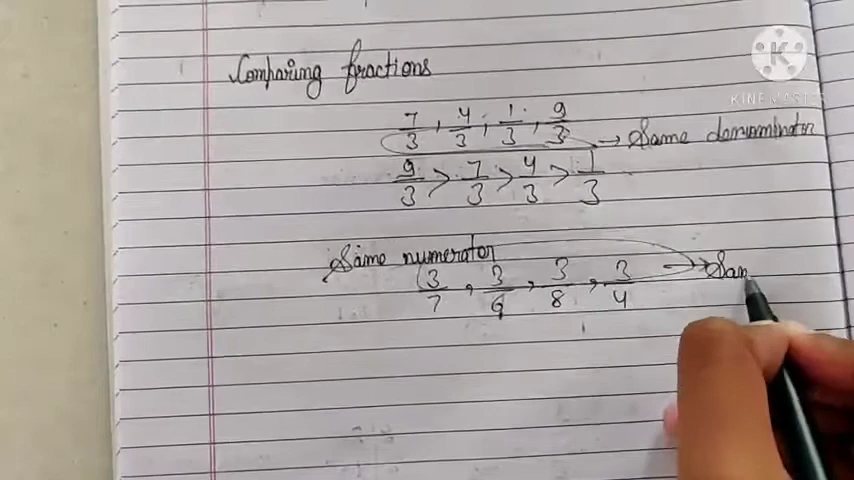 Comparing fractions
7/3, 4/3, 1/3, 9/3 → Same denominator
9/3 > 7/3 > 4/3 > 1/3
Same numerator
3/7, 3/6, 3/8, 3/4 → Sam
K
KINEMASTER